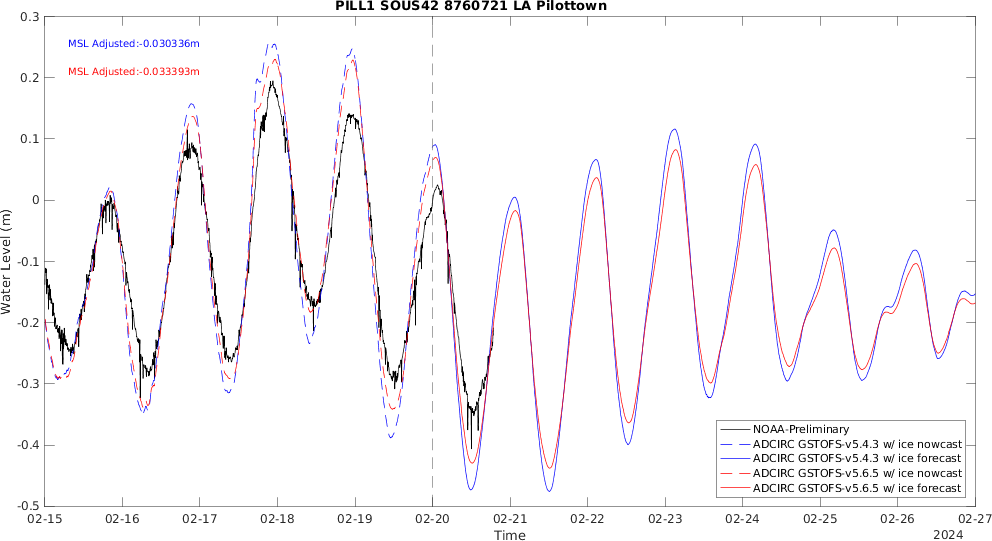 PILL1 SOUS42 8760721 LA Pilottown
MSL Adjusted:-0.030336m
MSL Adjusted:-0.033393m
Water Level (m)
0.3
0.2
0.1
0
-0.1
-0.2
-0.3
-0.4
-0.5
NOAA-Preliminary
ADCIRC GSTOFS-v5.4.3 w/ ice nowcast
ADCIRC GSTOFS-v5.4.3 w/ ice forecast
ADCIRC GSTOFS-v5.6.5 w/ ice nowcast
ADCIRC GSTOFS-v5.6.5 w/ ice forecast
02-15 02-16 02-17 02-18 02-19 02-20 02-21 02-22 02-23 02-24 02-25 02-26 02-27
Time
2024